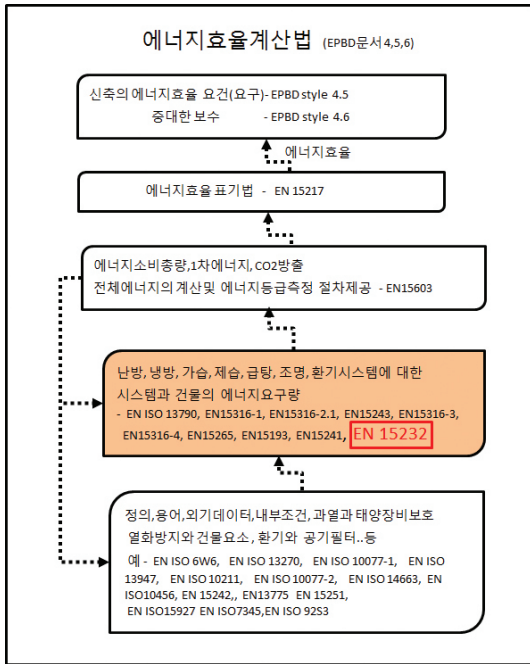 에너지효율계산법 (EPBD문서4,5,6)
신축의 에너지효율 요건(요구)- EPBD style 4.5
중대한 보수 - EPBD style 4.6
에너지효율
에너지효율 표기법 - EN 15217
에너지소비총량,1차에너지, CO2방출
전체에너지의 계산및 에너지등급측정 절차제공 - EN15603
난방, 냉방, 가습, 제습, 급탕, 조명, 환기시스템에 대한
시스템과 건물의 에너지요구량
- EN ISO 13790, EN15316-1, EN15316-2.1, EN15243, EN15316-3,
EN15316-4, EN15265, EN15193, EN15241, EN 15232
정의,용어,외기데이터,내부조건,과열과 태양장비보호
열화방지와 건물요소, 환기와 공기필터..등
예 - EN ISO 6W6, EN ISO 13270, EN ISO 10077-1, EN ISO
13947, EN ISO 10211, EN ISO 10077-2, EN ISO 14663, EN
ISO10456, EN 15242,, EN13775 EN 15251,
EN ISO15927 EN ISO7345,EN ISO 92S3